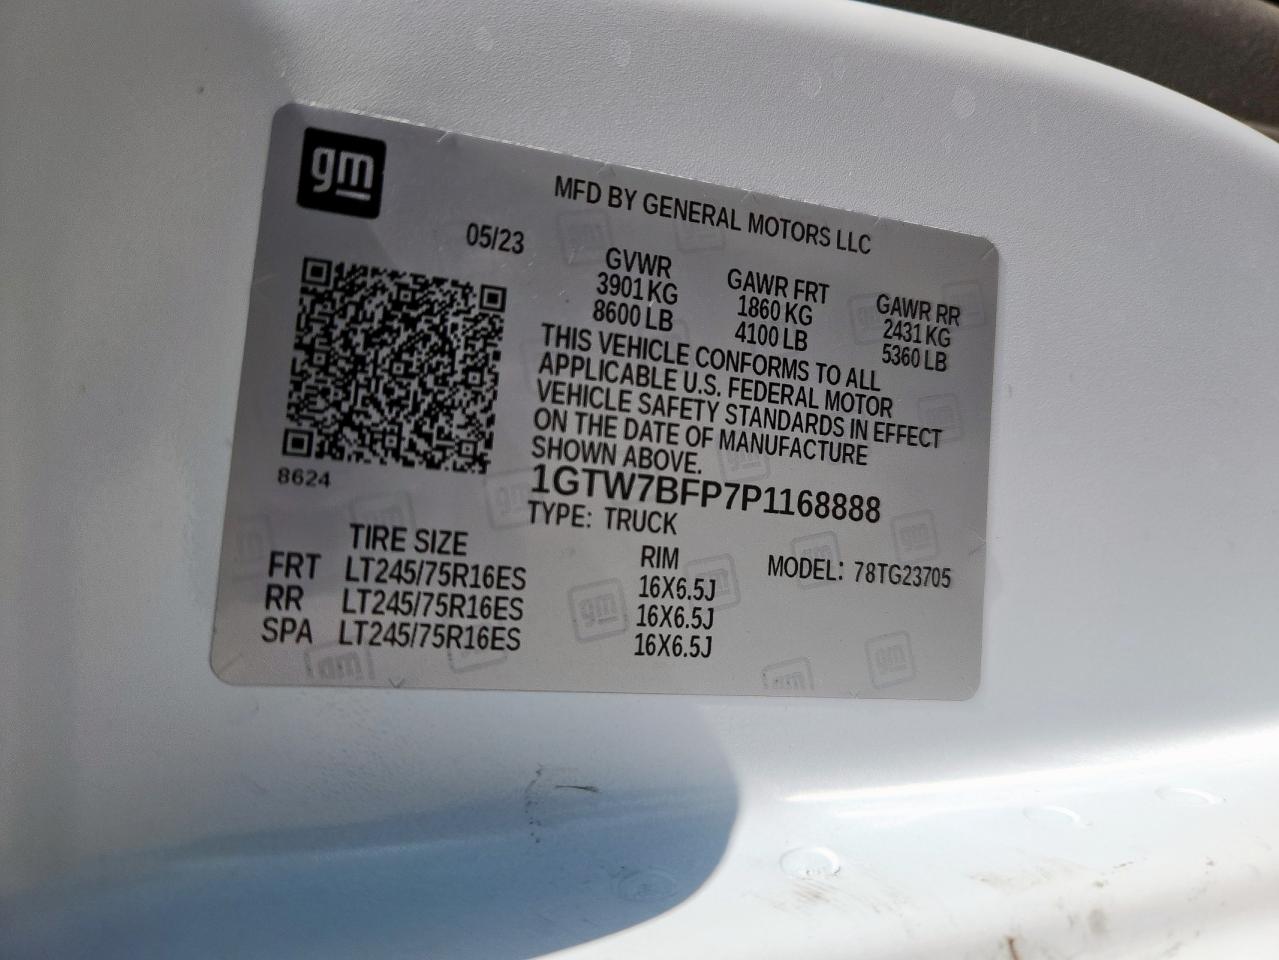 gm
MFD BY GENERAL MOTORS LLC
05/23
GVWR GAWR FRT GAWR RR
3901 KG 1860 KG 2431 KG
8600 LB 4100 LB 5360 LB
THIS VEHICLE CONFORMS TO ALL
APPLICABLE U.S. FEDERAL MOTOR
VEHICLE SAFETY STANDARDS IN EFFECT
ON THE DATE OF MANUFACTURE
SHOWN ABOVE.
8624
1GTW7BFP7P1168888
TYPE: TRUCK
TIRE SIZE RIM MODEL: 78TG23705
FRT LT245/75R16ES 16X6.5J
RR LT245/75R16ES 16X6.5J
SPA LT245/75R16ES 16X6.5J